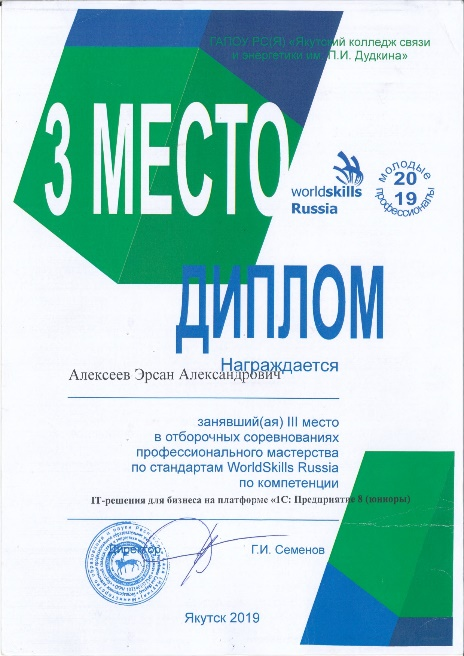 ГАПОУ РС(Я) «Якутский колледж связи
и энергетики им. П.И. Дудкина»
3 МЕСТО
worldskills
Russia
молодые
20
19
профессионалы
ДИПЛОМ
Награждается
Алексеев Эрсан Александрович
занявший(ая) III место
в отборочных соревнованиях
профессионального мастерства
по стандартам WorldSkills Russia
по компетенции
IT-решения для бизнеса на платформе «1С: Предприятие 8 (юниоры)
Директор
Г.И. Семенов
Якутск 2019